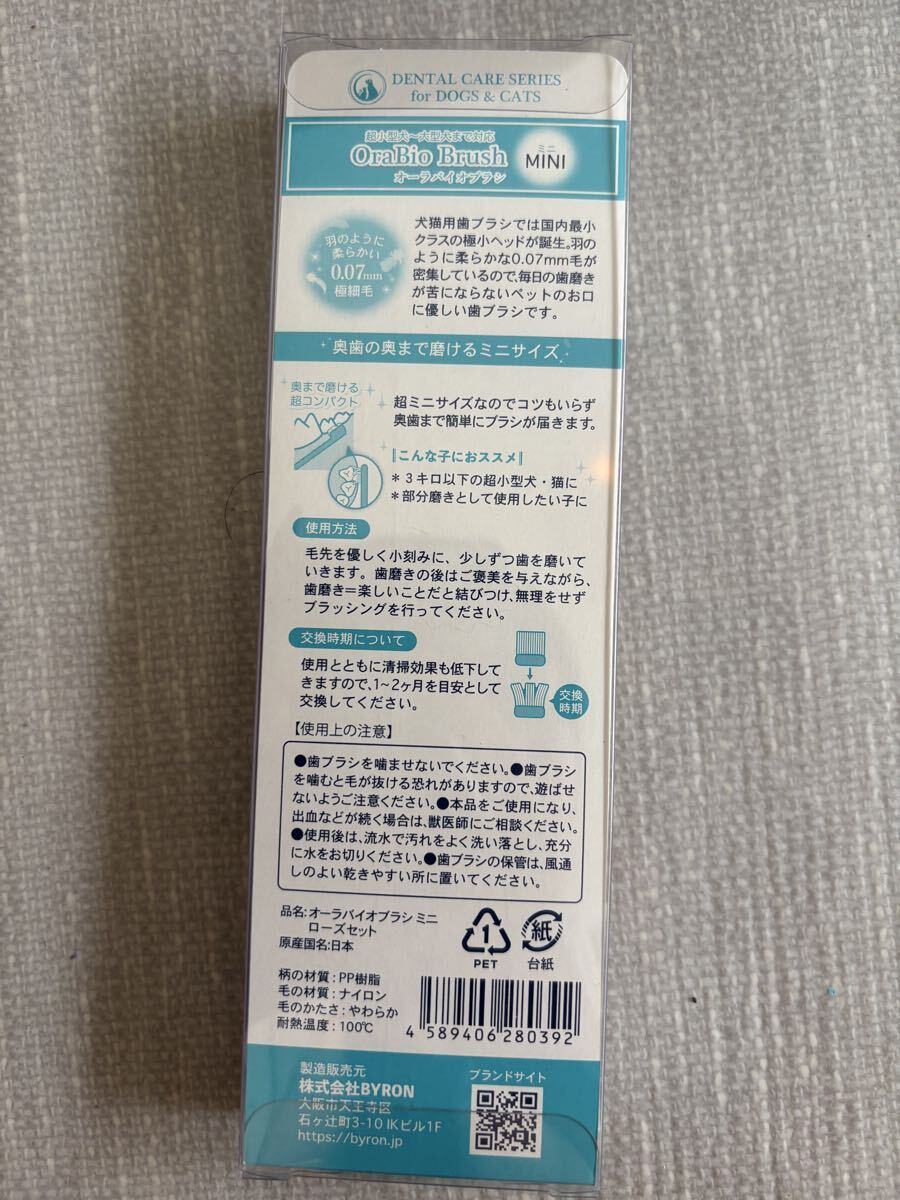 DENTAL CARE SERIES
for DOGS & CATS
超小型犬〜大型犬まで対応
OraBio Brush
オーラバイオブラシ
ミニ
MINI
羽のように
柔らかい
0.07mm
極細毛
犬猫用歯ブラシでは国内最小
クラスの極小ヘッドが誕生。羽の
ように柔らかな0.07mm毛が
密集しているので、毎日の歯磨き
が苦にならないペットのお口
に優しい歯ブラシです。
奥歯の奥まで磨けるミニサイズ
奥まで磨ける
超コンパクト
超ミニサイズなのでコツもいらず
奥歯まで簡単にブラシが届きます。
こんな子におススメ
＊3キロ以下の超小型犬・猫に
＊部分磨きとして使用したい子に
使用方法
毛先を優しく小刻みに、少しずつ歯を磨いて
いきます。歯磨きの後はご褒美を与えながら、
歯磨き＝楽しいことだと結びつけ、無理をせず
ブラッシングを行ってください。
交換時期について
使用とともに清掃効果も低下して
きますので、1~2ヶ月を目安として
交換してください。
交換
時期
【使用上の注意】
●歯ブラシを噛ませないでください。●歯ブラシ
を噛むと毛が抜ける恐れがありますので、遊ばせ
ないようご注意ください。●本品をご使用になり、
出血などが続く場合は、獣医師にご相談ください。
●使用後は、流水で汚れをよく洗い落とし、充分
に水をお切りください。●歯ブラシの保管は、風通
しのよい乾きやすい所に置いてください。
品名:オーラバイオブラシ ミニ
ローズセット
原産国名:日本
1
PET
紙
台紙
柄の材質:PP樹脂
毛の材質:ナイロン
毛のかたさ:やわらか
耐熱温度:100℃
4 589406 280392
製造販売元
株式会社BYRON
大阪市天王寺区
石ヶ辻町3-10 IKビル1F
https://byron.jp
ブランドサイト